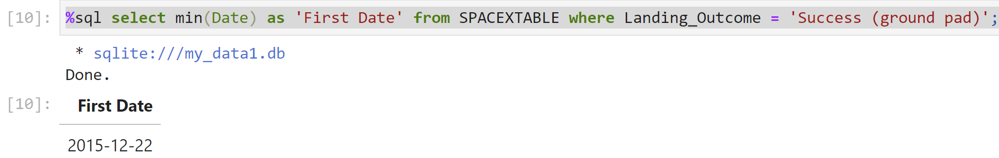 [10]: %sql select min(Date) as 'First Date' from SPACEXTABLE where Landing_Outcome = 'Success (ground pad)';
* sqlite:///my_data1.db
Done.
[10]: First Date
2015-12-22